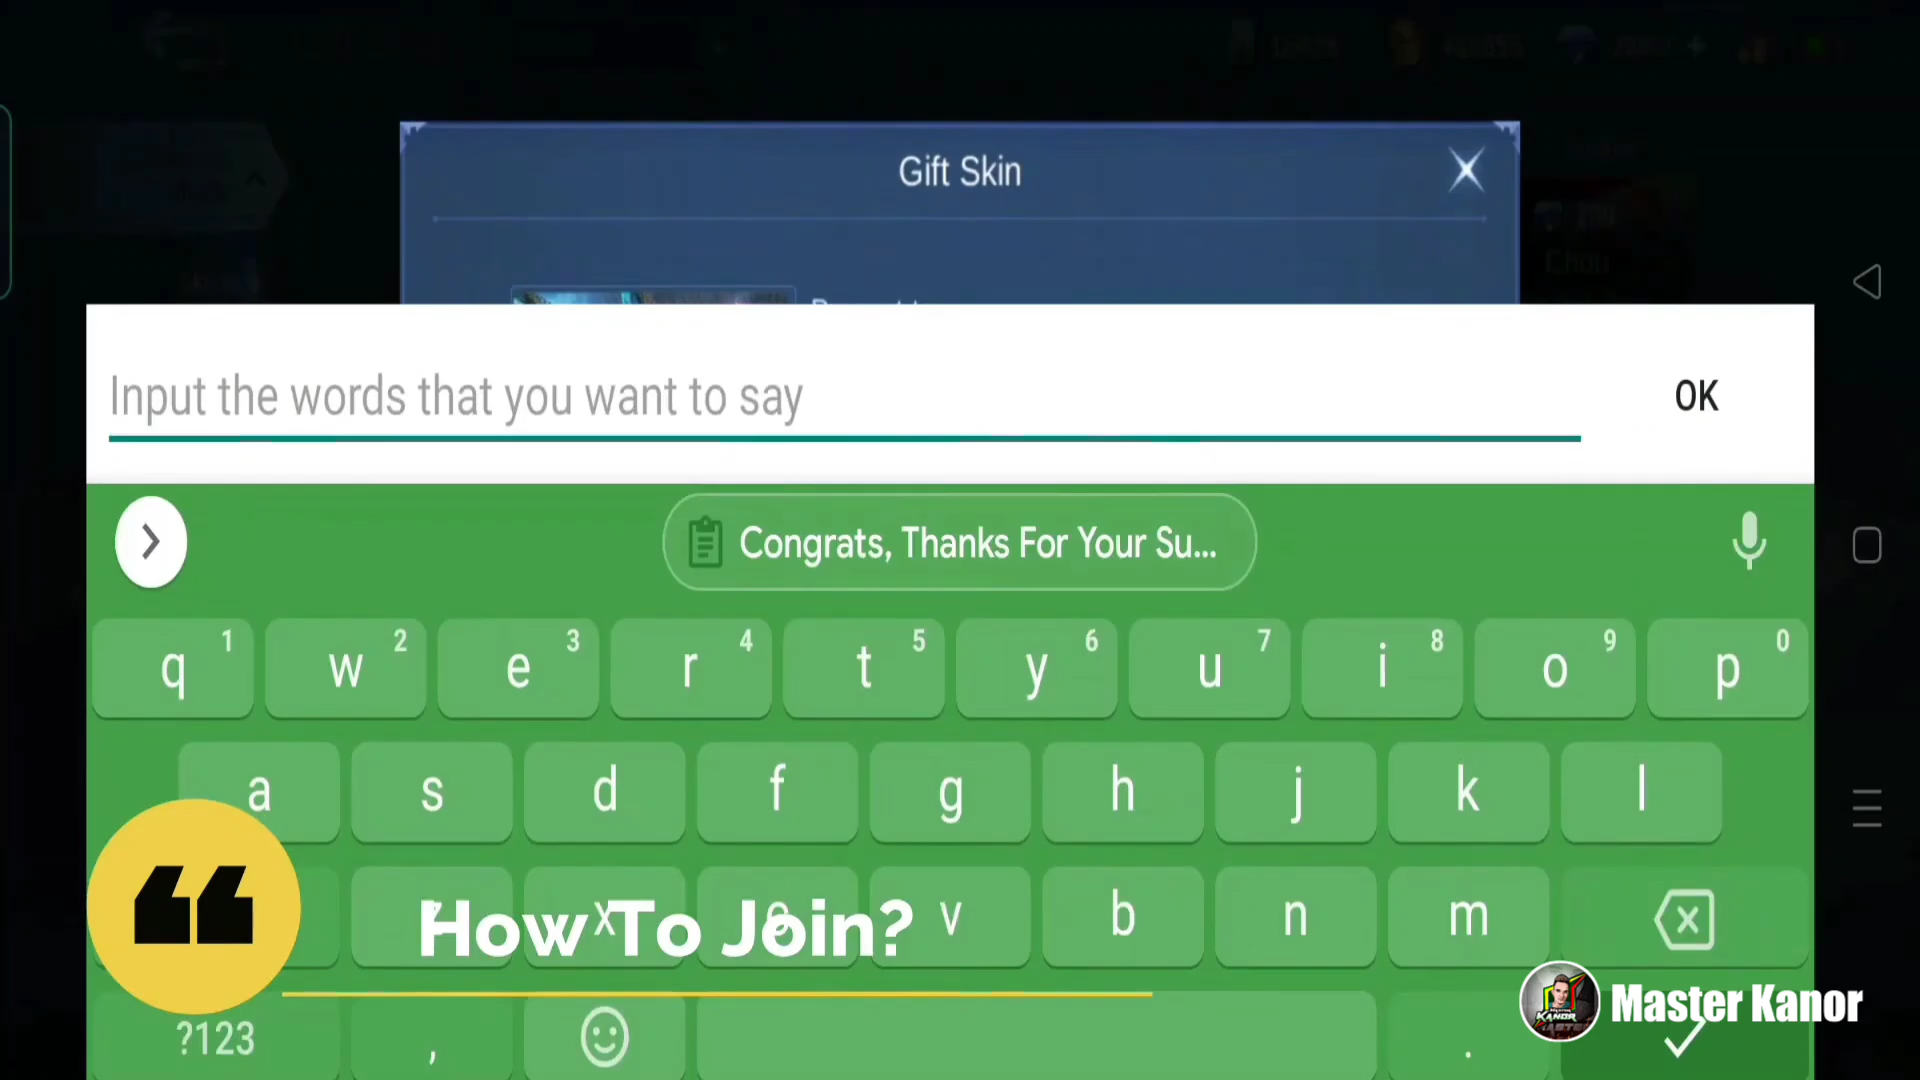 Gift Skin
Input the words that you want to say
OK
Congrats, Thanks For Your Su...
q 1 w 2 e 3 r 4 t 5 y 6 u 7 i 8 o 9 p 0
a s d f g h j k l
x v b n m
How To Join?
Master Kanor
?123 , .